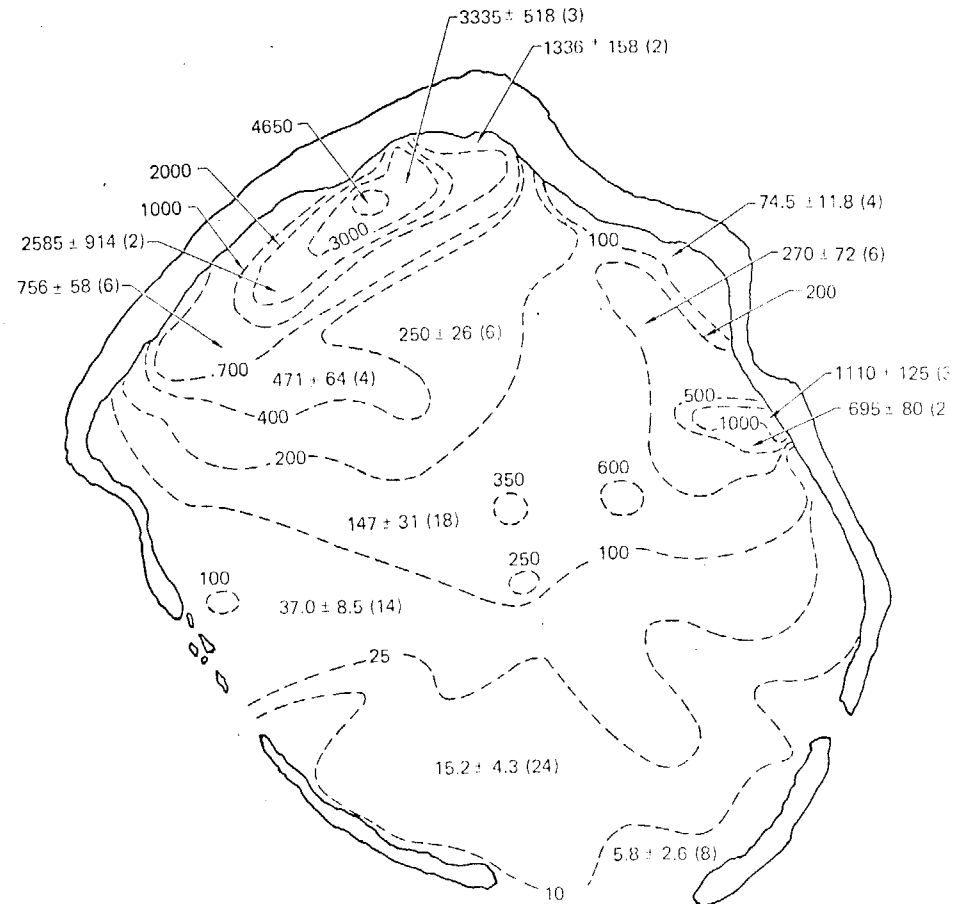 3335 ± 518 (3)
1336 ± 158 (2)
4650
2000
1000
3000
2585 ± 914 (2)
756 ± 58 (6)
74.5 ± 11.8 (4)
100
270 ± 72 (6)
200
250 ± 26 (6)
700
471 ± 64 (4)
400
500
1110 ± 125 (3
1000
695 ± 80 (2
200
350
600
147 ± 31 (18)
100
250
100
37.0 ± 8.5 (14)
25
15.2 ± 4.3 (24)
5.8 ± 2.6 (8)
10